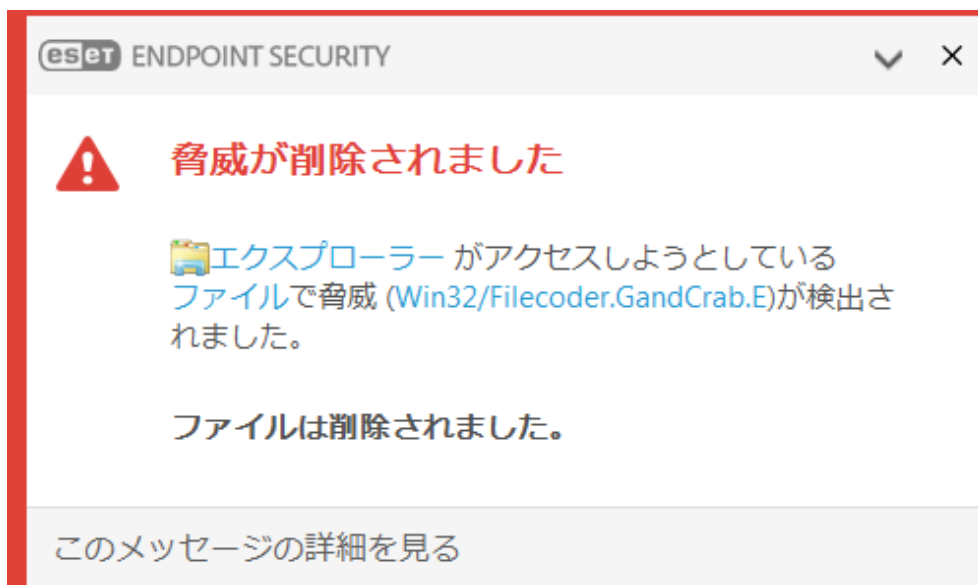 eset ENDPOINT SECURITY
脅威が削除されました
エクスプローラー がアクセスしようとしている
ファイルで脅威 (Win32/Filecoder.GandCrab.E)が検出さ
れました。
ファイルは削除されました。
このメッセージの詳細を見る